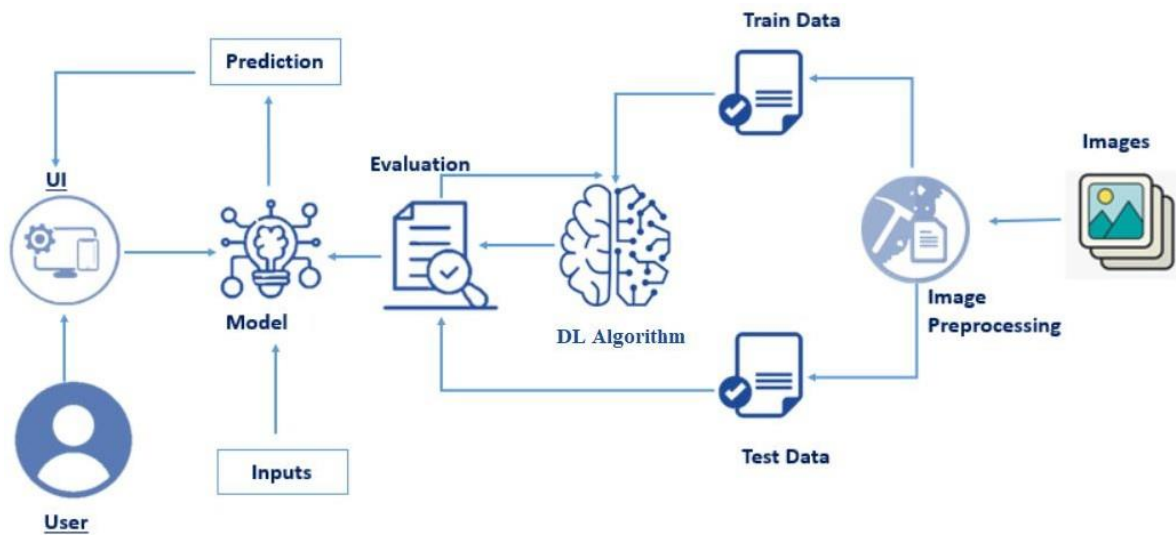 Train Data
Prediction
Images
Evaluation
UI
Image
Preprocessing
Model
DL Algorithm
Test Data
Inputs
User